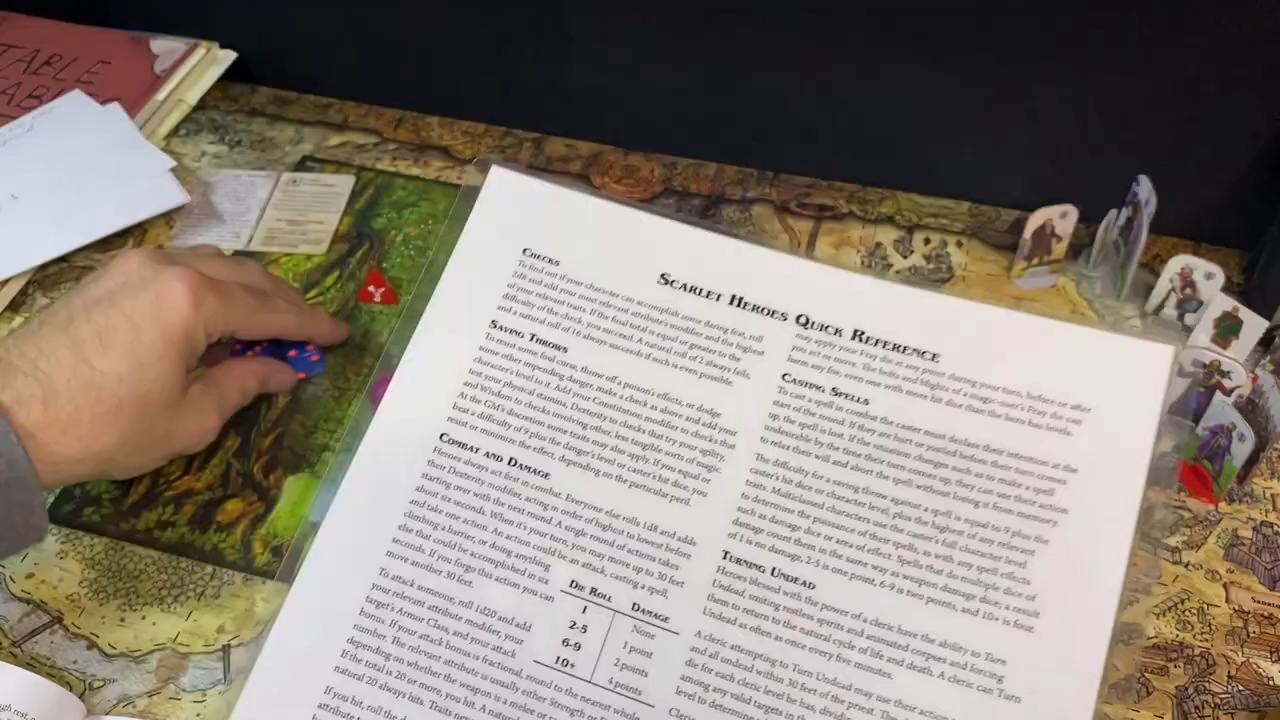 TABLE
SCARLET HEROES QUICK REFERENCE
CHECKS
To find out if your character can accomplish some daring feat, roll
2d8 and add your most relevant attribute's modifier and the highest
of your relevant traits. If the final total is equal or greater to the
difficulty of the check, you succeed. A natural roll of 2 always fails,
and a natural roll of 16 always succeeds if such is even possible.
SAVING THROWS
To resist some foul curse, throw off a poison's effects, or dodge
some other impending danger, make a check as above and add your
character's level to it. Add your Constitution modifier to checks that
test your physical stamina, Dexterity to checks that try your agility,
and Wisdom to checks involving other, less tangible sorts of magic.
At the GM's discretion some traits may also apply. If you equal or
beat a difficulty of 9 plus the danger's level or caster's hit dice, you
resist or minimize the effect, depending on the particular peril.
COMBAT AND DAMAGE
Heroes always act first in combat. Everyone else rolls 1d8 and adds
their Dexterity modifier, acting in order of highest to lowest before
starting over with the next round. A single round of actions takes
about six seconds. When it's your turn, you may move up to 30 feet
and take one action. An action could be an attack, casting a spell,
climbing a barrier, or doing anything
else that could be accomplished in six
seconds. If you forgo this action you can
move another 30 feet.
To attack someone, roll 1d20 and add
your relevant attribute modifier, your
target's Armor Class, and your attack
bonus. If your attack bonus is fractional, round to the nearest whole
number. The relevant attribute is usually either Strength or
depending on whether the weapon is a melee or
If the total is 20 or more, you hit. A natural
natural 20 always hits. Traits
If you hit, roll the
attribute
DIE ROLL DAMAGE
1 None
2-5 1 point
6-9 2 points
10+ 4 points
may apply your Fray die at any point during your turn, before or after
you act or move. The bolts and blights of a magic-user's Fray die can
harm any foe, even one with more hit dice than the hero has levels.
CASTING SPELLS
To cast a spell in combat the caster must declare their intention at the
start of the round. If they are hurt or jostled before their turn comes
up, the spell is lost. If the situation changes such as to make a spell
undesirable by the time their turn comes up, they can use their action
to relax their will and abort the spell without losing it from memory.
The difficulty for a saving throw against a spell is equal to 9 plus the
caster's hit dice or character level, plus the highest of any relevant
traits. Multiclassed characters use the caster's full character level
to determine the puissance of their spells, as with any spell effects
such as damage dice or area of effect. Spells that do multiple dice of
damage count them in the same way as weapon damage dice; a result
of 1 is no damage, 2-5 is one point, 6-9 is two points, and 10+ is four.
TURNING UNDEAD
Heroes blessed with the power of a cleric have the ability to Turn
Undead, smiting restless spirits and animated corpses and forcing
them to return to the natural cycle of life and death. A cleric can Turn
Undead as often as once every five minutes.
A cleric attempting to Turn Undead may use their action
and all undead within 30 feet of the priest.
die for each cleric level he has,
among any valid targets in the
level to determine